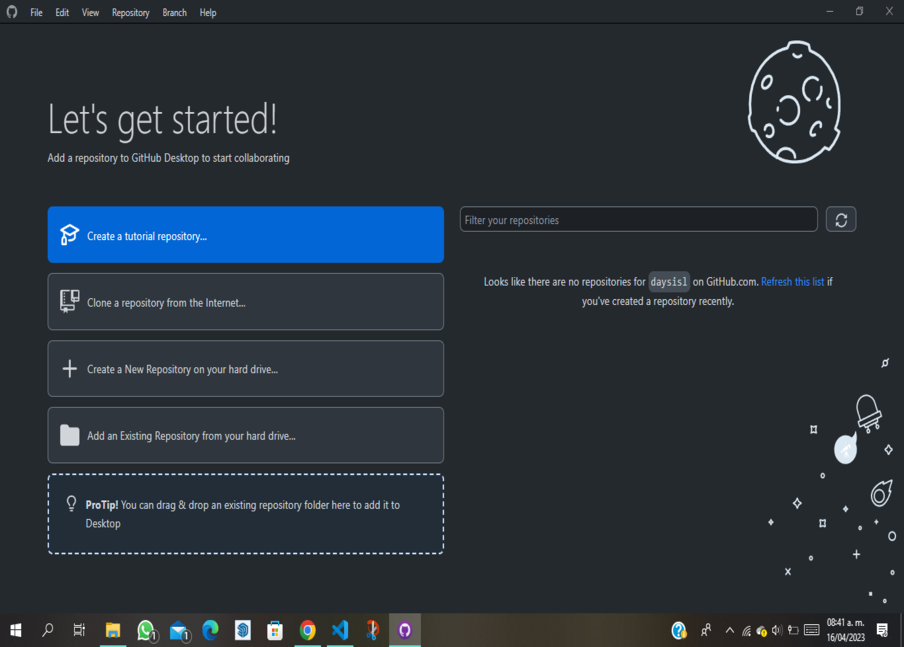 File Edit View Repository Branch Help
Let's get started!
Add a repository to GitHub Desktop to start collaborating
Create a tutorial repository...
Clone a repository from the Internet...
Create a New Repository on your hard drive...
Add an Existing Repository from your hard drive...
ProTip! You can drag & drop an existing repository folder here to add it to
Desktop
Filter your repositories
Looks like there are no repositories for daysisl on GitHub.com. Refresh this list if
you've created a repository recently.
1
1
08:41 a. m.
16/04/2023